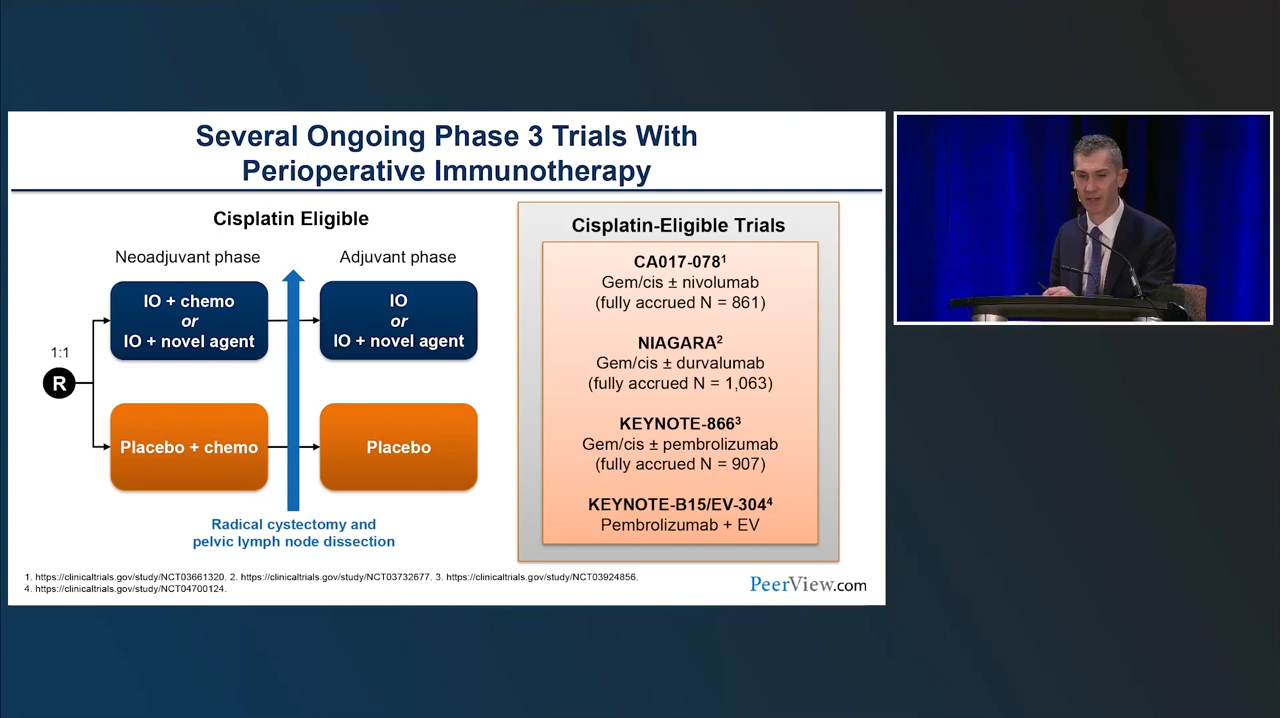 Several Ongoing Phase 3 Trials With
Perioperative Immunotherapy
Cisplatin Eligible
Neoadjuvant phase
Adjuvant phase
1:1
R
IO + chemo
or
IO + novel agent
IO
or
IO + novel agent
Placebo + chemo
Placebo
Radical cystectomy and
pelvic lymph node dissection
Cisplatin-Eligible Trials
CA017-078¹
Gem/cis ± nivolumab
(fully accrued N = 861)
NIAGARA²
Gem/cis ± durvalumab
(fully accrued N = 1,063)
KEYNOTE-866³
Gem/cis ± pembrolizumab
(fully accrued N = 907)
KEYNOTE-B15/EV-304⁴
Pembrolizumab + EV
1. https://clinicaltrials.gov/study/NCT03661320. 2. https://clinicaltrials.gov/study/NCT03732677. 3. https://clinicaltrials.gov/study/NCT03924856.
4. https://clinicaltrials.gov/study/NCT04700124.
PeerView.com